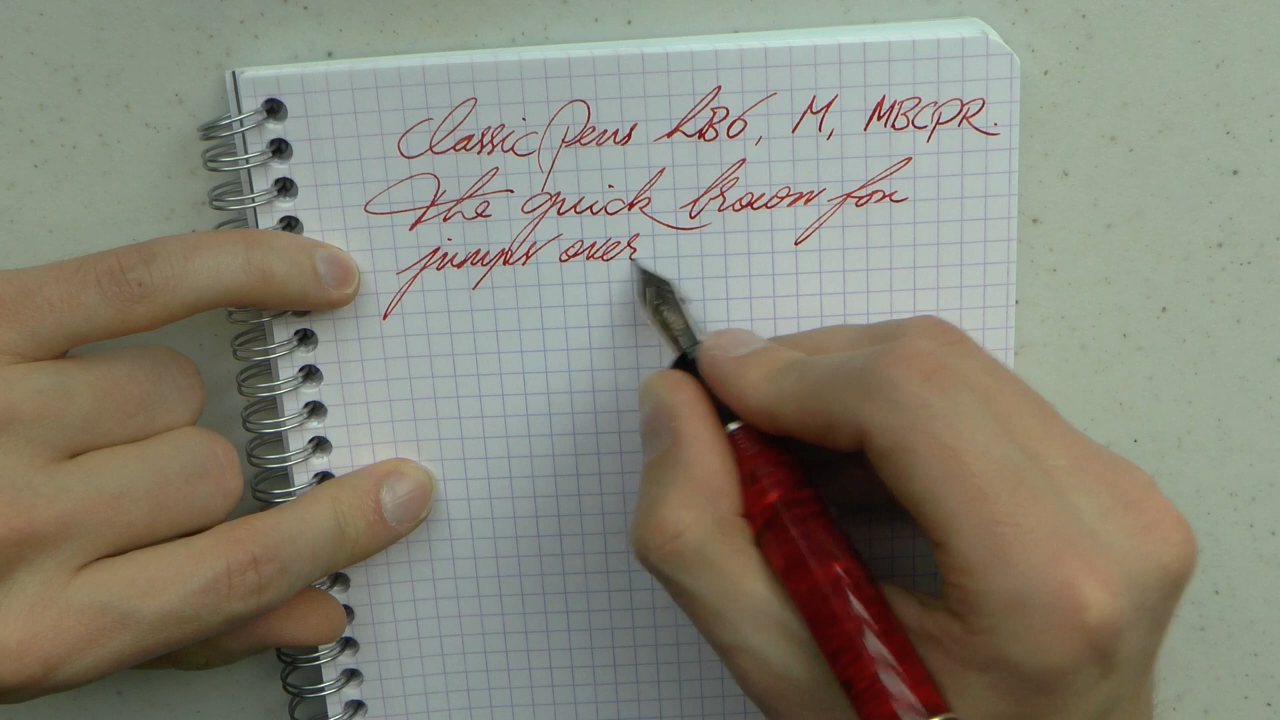 Classic Pens LB6, M, MBCPR.
The quick brown fox
jumps over